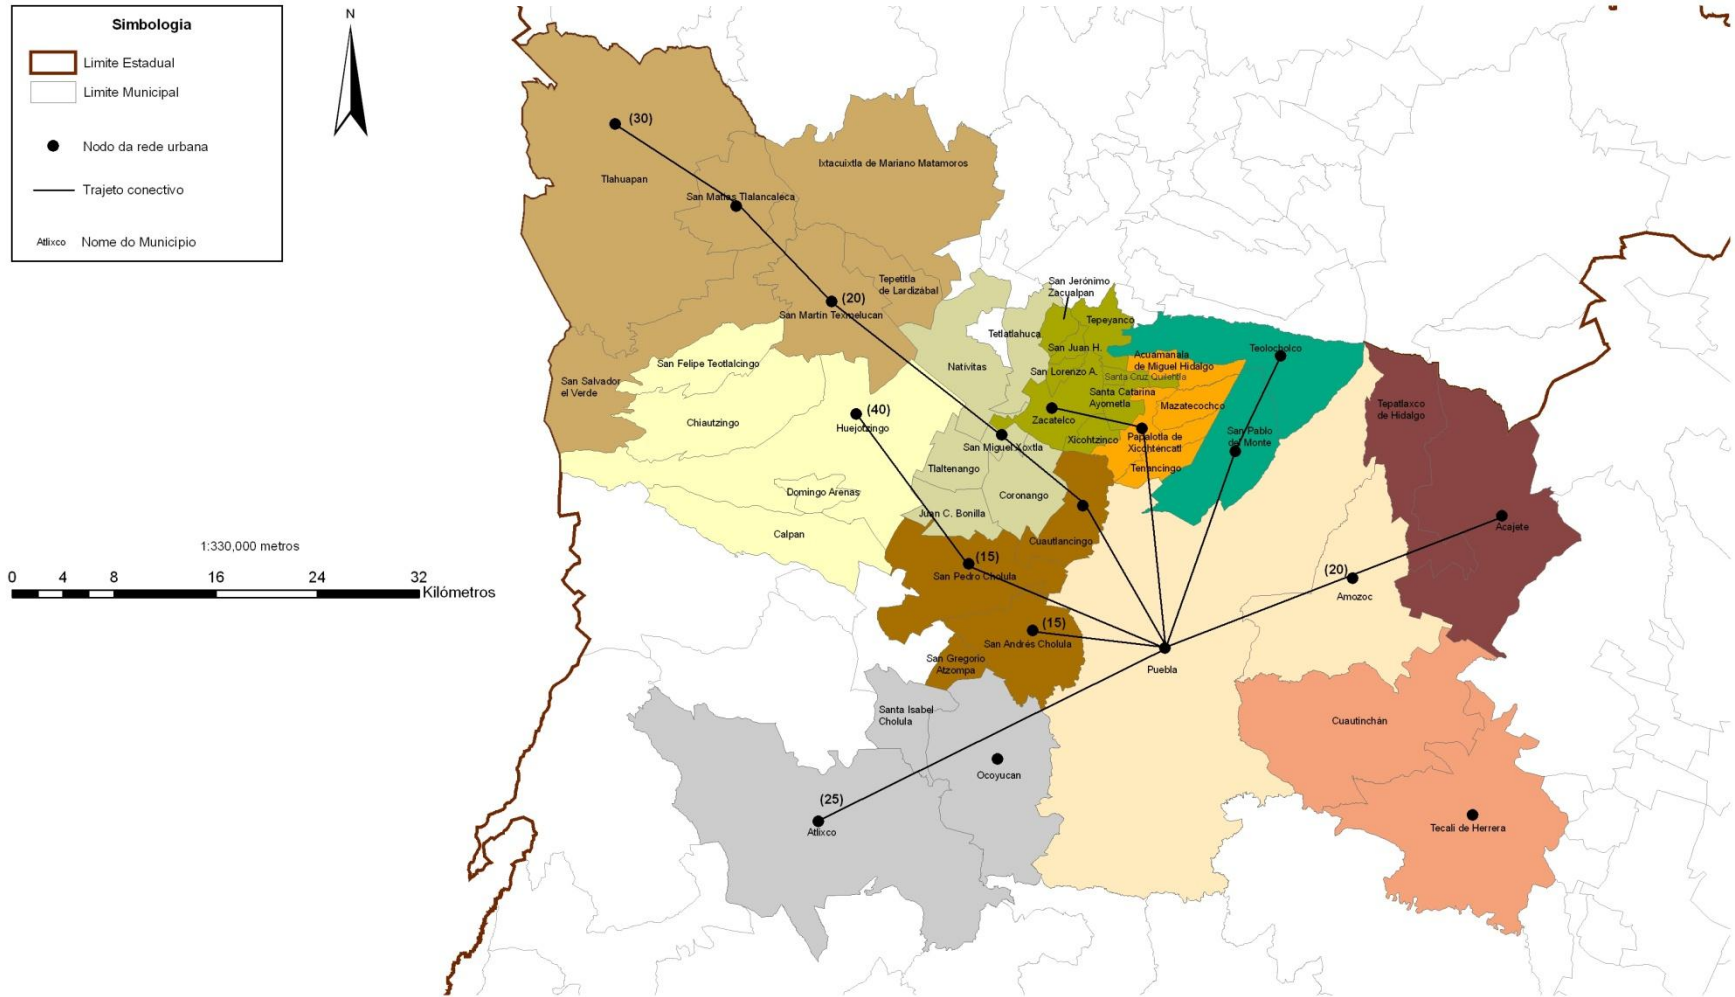 Simbologia
Limite Estadual
Limite Municipal
Nodo da rede urbana
Trajeto conectivo
Atlixco Nome do Municipio
N
1:330,000 metros
0 4 8 16 24 32
Kilómetros
(30)
Tlahuapan
San Matías Tlalancaleca
Ixtacuixtla de Mariano Matamoros
(20)
San Martín Texmelucan
Tepetitla
de Lardizábal
San Felipe Teotlalcingo
San Salvador
el Verde
Chiautzingo
(40)
Huejotzingo
Domingo Arenas
Calpan
Nativitas
Tetlatlahuca
San Jerónimo
Zacualpan
Tepeyanco
San Juan H.
San Lorenzo A.
Acuamanala
de Miguel Hidalgo
Santa Cruz Quilehtla
Santa Catarina
Ayometla
Zacatelco
Mazatecochco
Xicohtzinco
Papalotla de
Xicohténcatl
Tenancingo
Teolocholco
San Pablo
del Monte
San Miguel Xoxtla
Tlaltenango
Coronango
Juan C. Bonilla
Cuautlancingo
(15)
San Pedro Cholula
(15)
San Andrés Cholula
San Gregorio
Atzompa
Puebla
Tepatlaxco
de Hidalgo
Acajete
(20)
Amozoc
Santa Isabel
Cholula
Ocoyucan
(25)
Atlixco
Cuautinchán
Tecali de Herrera